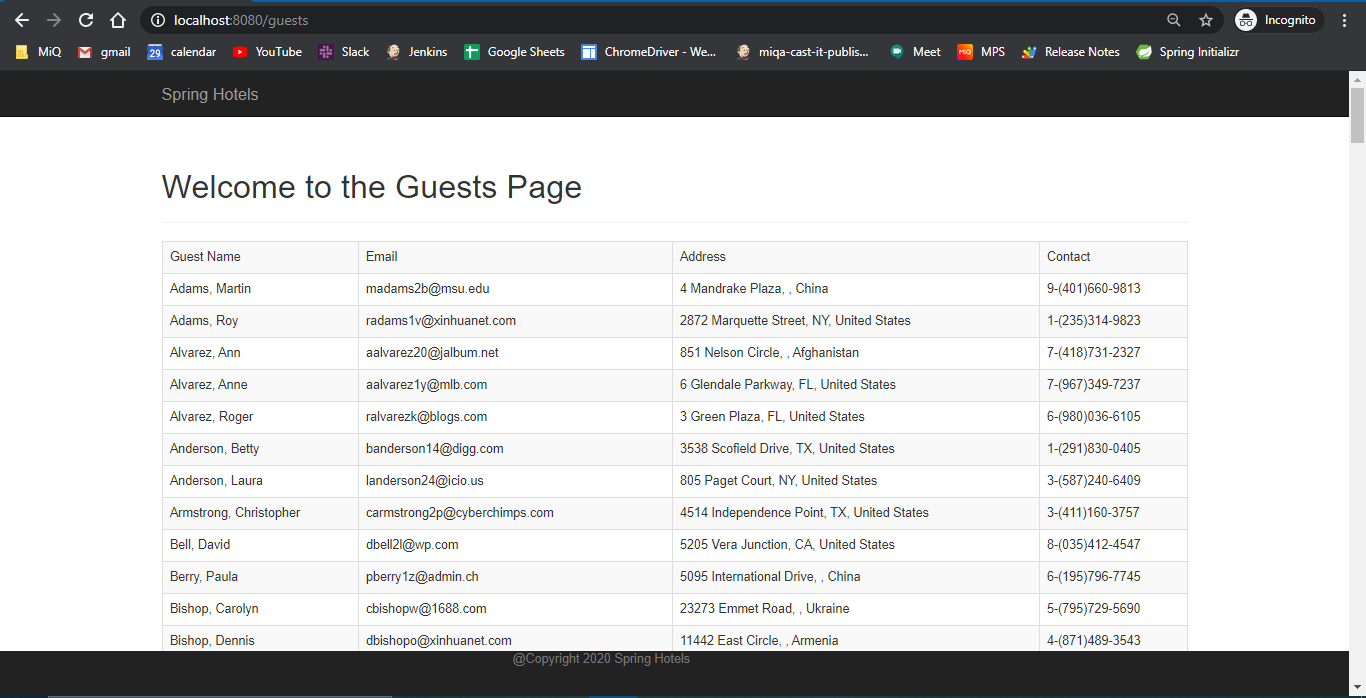 localhost:8080/guests Incognito
MiQ gmail 29 calendar YouTube Slack Jenkins Google Sheets ChromeDriver - We... miqa-cast-it-publis... Meet MiQ MPS Release Notes Spring Initializr
Spring Hotels
Welcome to the Guests Page
Guest Name Email Address Contact
Adams, Martin madams2b@msu.edu 4 Mandrake Plaza, , China 9-(401)660-9813
Adams, Roy radams1v@xinhuanet.com 2872 Marquette Street, NY, United States 1-(235)314-9823
Alvarez, Ann aalvarez20@jalbum.net 851 Nelson Circle, , Afghanistan 7-(418)731-2327
Alvarez, Anne aalvarez1y@mlb.com 6 Glendale Parkway, FL, United States 7-(967)349-7237
Alvarez, Roger ralvarezk@blogs.com 3 Green Plaza, FL, United States 6-(980)036-6105
Anderson, Betty banderson14@digg.com 3538 Scofield Drive, TX, United States 1-(291)830-0405
Anderson, Laura landerson24@icio.us 805 Paget Court, NY, United States 3-(587)240-6409
Armstrong, Christopher carmstrong2p@cyberchimps.com 4514 Independence Point, TX, United States 3-(411)160-3757
Bell, David dbell2l@wp.com 5205 Vera Junction, CA, United States 8-(035)412-4547
Berry, Paula pberry1z@admin.ch 5095 International Drive, , China 6-(195)796-7745
Bishop, Carolyn cbishopw@1688.com 23273 Emmet Road, , Ukraine 5-(795)729-5690
Bishop, Dennis dbishopo@xinhuanet.com 11442 East Circle, , Armenia 4-(871)489-3543
@Copyright 2020 Spring Hotels